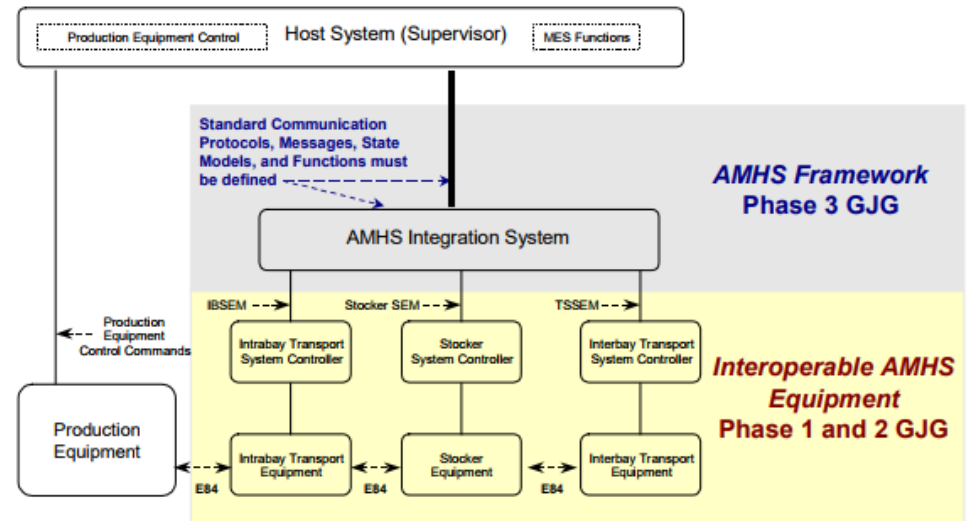 Production Equipment Control
Host System (Supervisor)
MES Functions
Standard Communication
Protocols, Messages, State
Models, and Functions must
be defined
AMHS Framework
Phase 3 GJG
AMHS Integration System
IBSEM
Stocker SEM
TSSEM
Production
Equipment
Control Commands
Intrabay Transport
System Controller
Stocker
System Controller
Interbay Transport
System Controller
Interoperable AMHS
Equipment
Phase 1 and 2 GJG
Production
Equipment
Intrabay Transport
Equipment
Stocker
Equipment
Interbay Transport
Equipment
E84
E84
E84